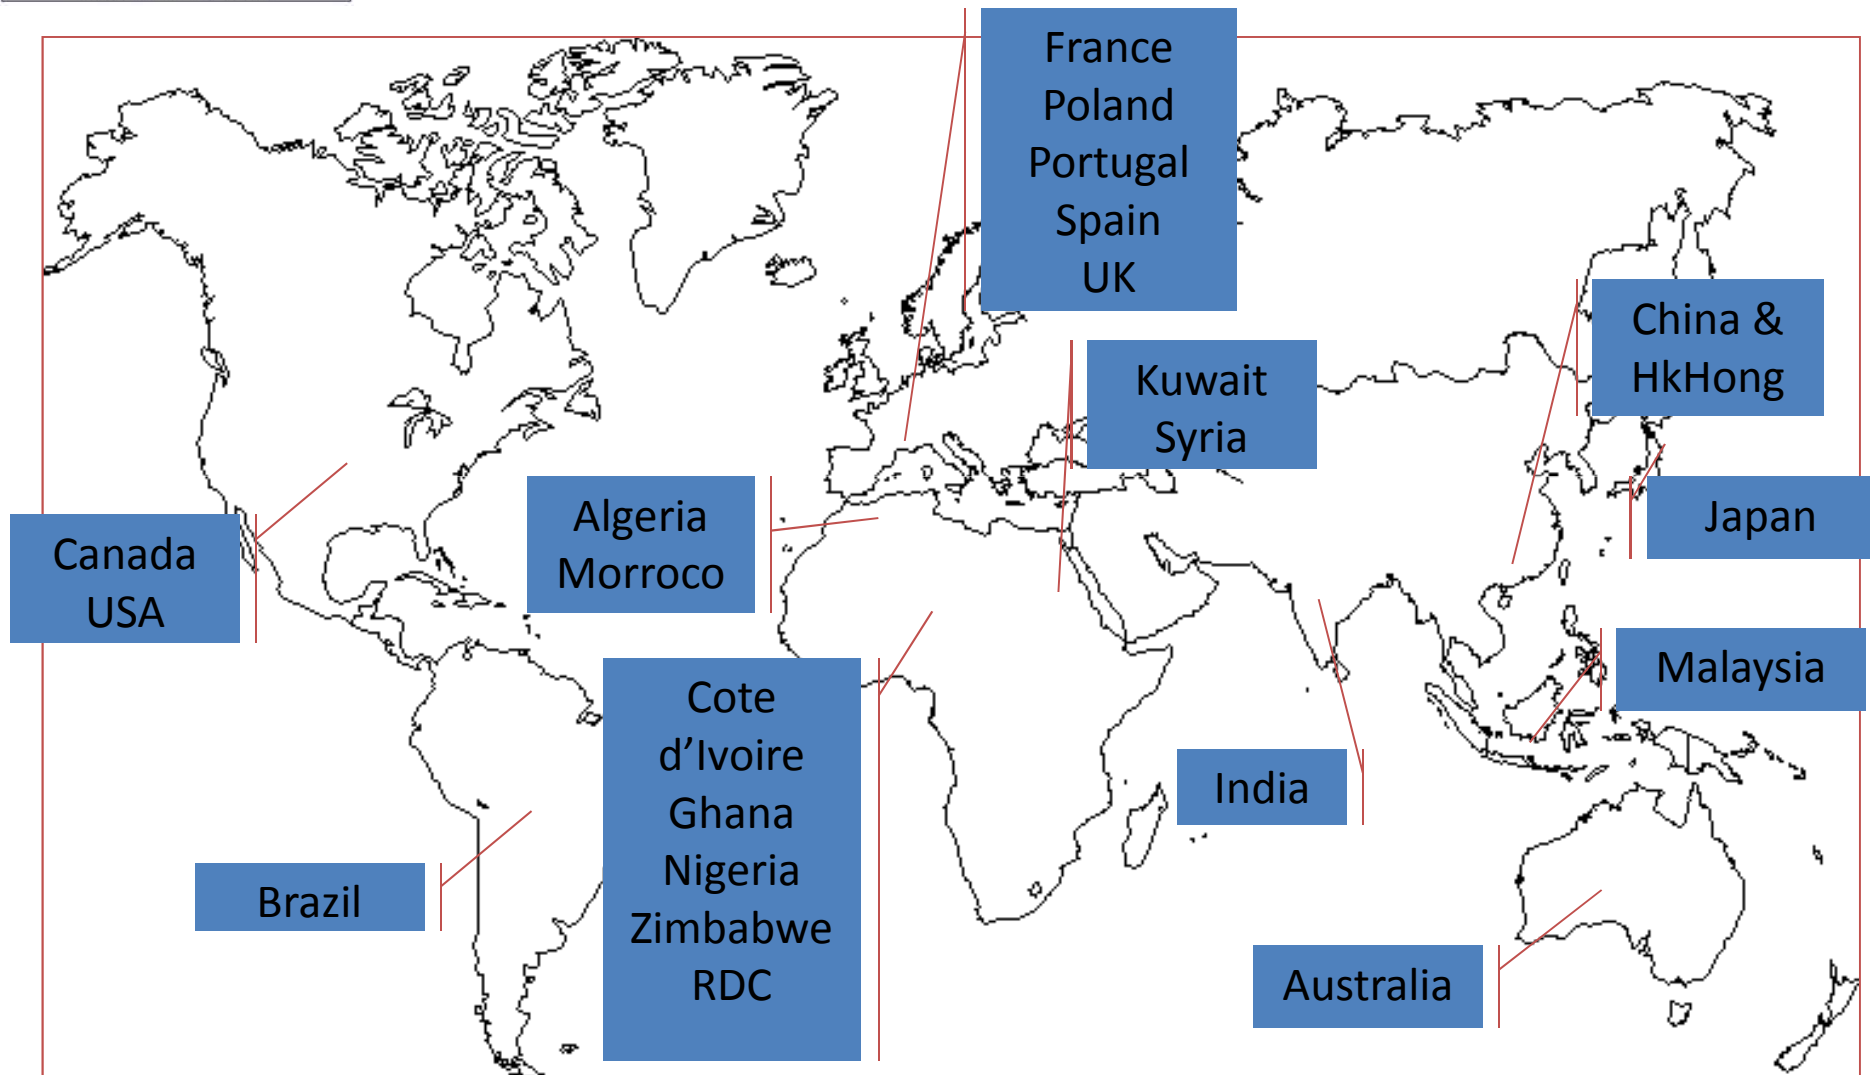 France
Poland
Portugal
Spain
UK
China &
HkHong
Kuwait
Syria
Algeria
Morroco
Japan
Canada
USA
Malaysia
Cote
d’Ivoire
Ghana
Nigeria
Zimbabwe
RDC
India
Brazil
Australia